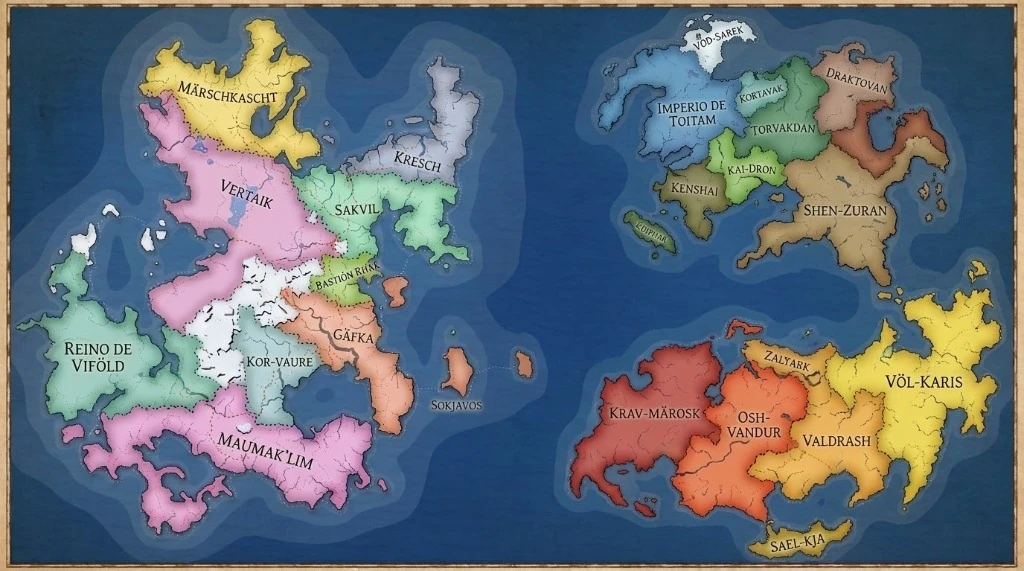 MÄRSCHKASCHT
KRESCH
VERTAIK
SAKVIL
BASTIÓN RHÁK
GÄFKA
KOR-VAURE
REINO DE
VIFÖLD
SOKJAVOS
MAUMAK'LIM
VOD-SAREK
IMPERIO DE
TOITAM
KORTAVAK
DRAKTOVAN
TORVAKDAN
KAI-DRON
KENSHAI
SHEN-ZURAN
ZALYARK
VÖL-KARIS
KRAV-MÄROSK
OSH-
VANDUR
VALDRASH
SAEL-KJA